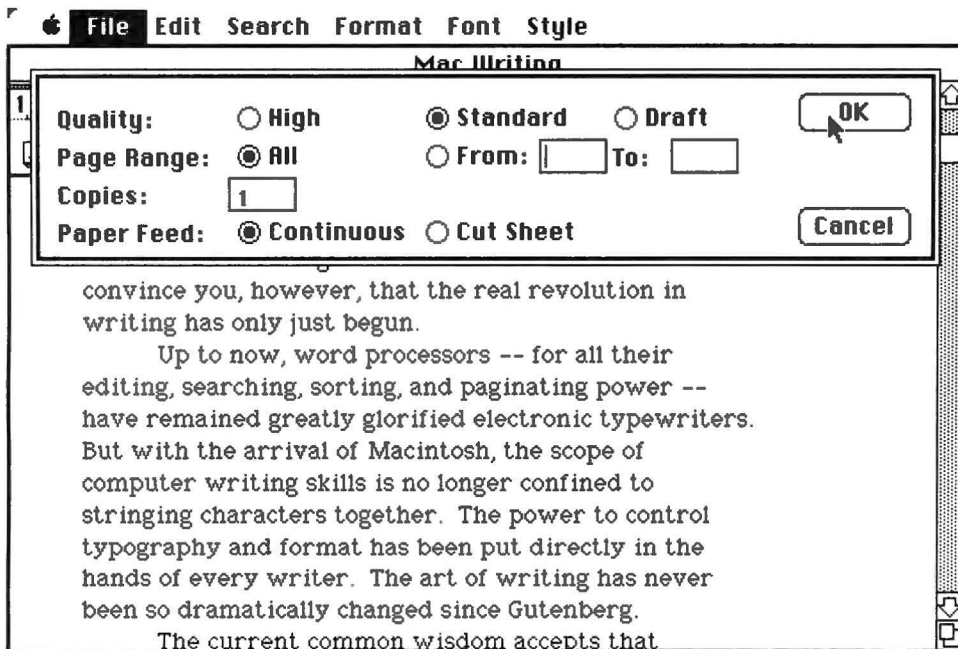 File Edit Search Format Font Style
Mac Writing
1
Quality: High Standard Draft OK
Page Range: All From: To:
Copies: 1
Paper Feed: Continuous Cut Sheet Cancel
convince you, however, that the real revolution in
writing has only just begun.
Up to now, word processors -- for all their
editing, searching, sorting, and paginating power --
have remained greatly glorified electronic typewriters.
But with the arrival of Macintosh, the scope of
computer writing skills is no longer confined to
stringing characters together. The power to control
typography and format has been put directly in the
hands of every writer. The art of writing has never
been so dramatically changed since Gutenberg.
The current common wisdom accepts that